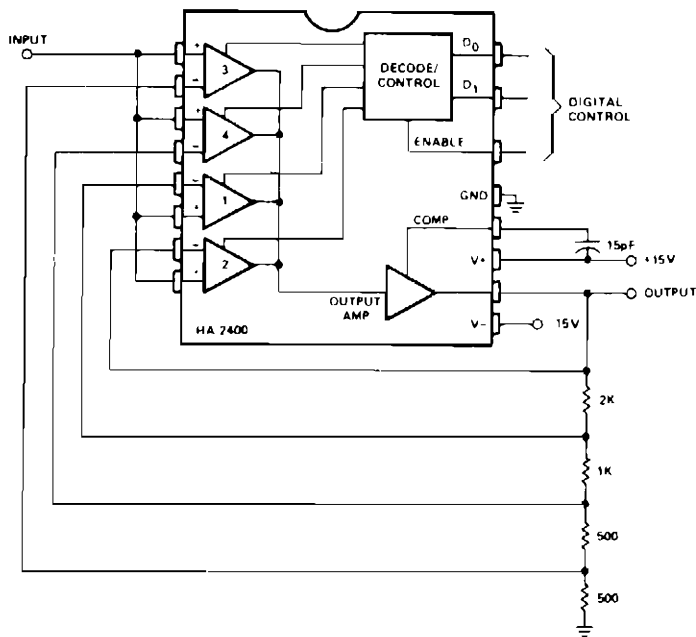 INPUT
+
-
3
+
-
4
-
+
1
-
+
2
DECODE/
CONTROL
D0
D1
ENABLE
DIGITAL
CONTROL
GND
COMP
15pF
V+
+15V
OUTPUT
AMP
OUTPUT
HA 2400
V-
15V
2K
1K
500
500